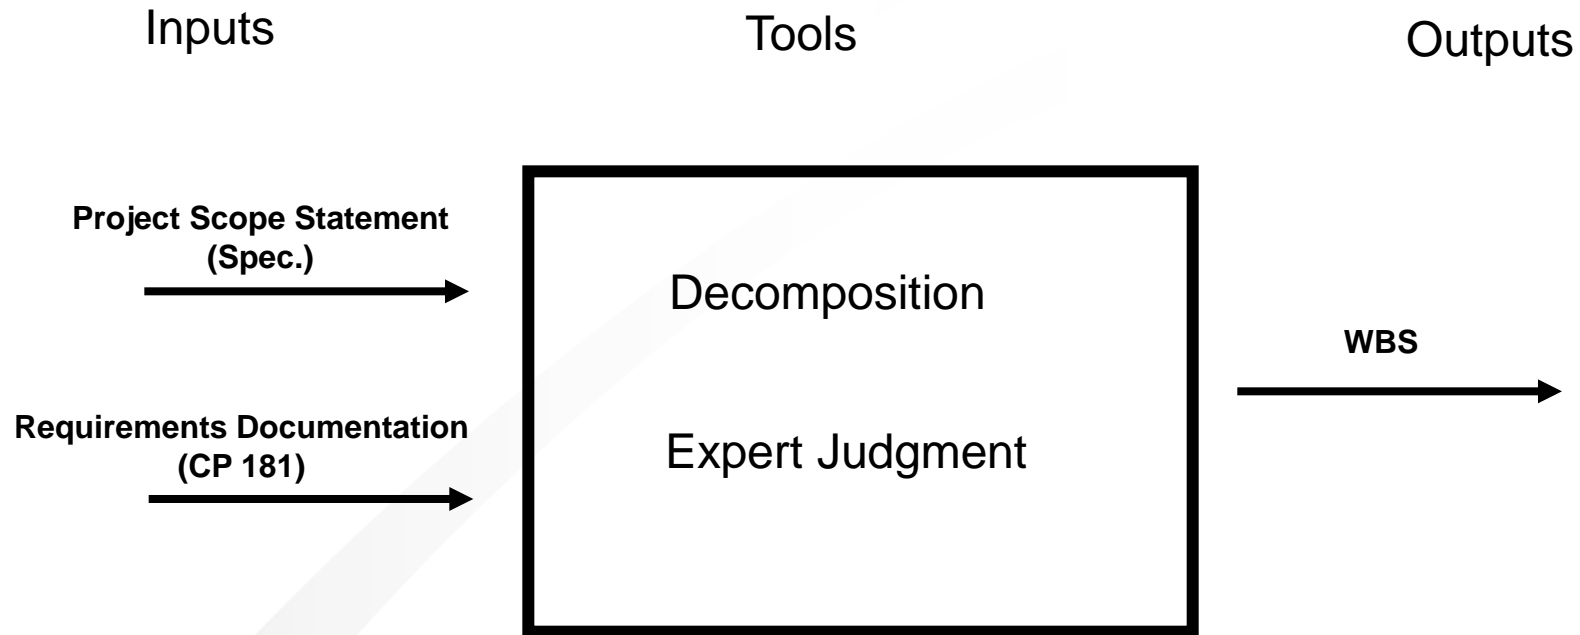 Inputs
Tools
Outputs
Project Scope Statement
(Spec.)
Requirements Documentation
(CP 181)
Decomposition
Expert Judgment
WBS